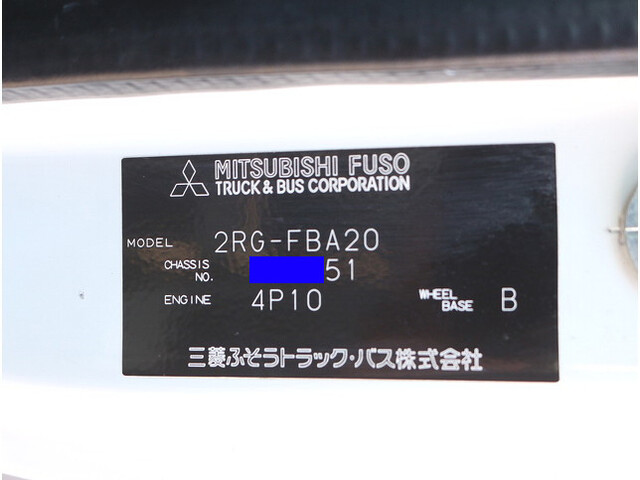 MITSUBISHI FUSO
TRUCK & BUS CORPORATION
MODEL 2RG-FBA20
CHASSIS NO. 51
ENGINE 4P10 WHEEL BASE B
三菱ふそうトラック・バス株式会社